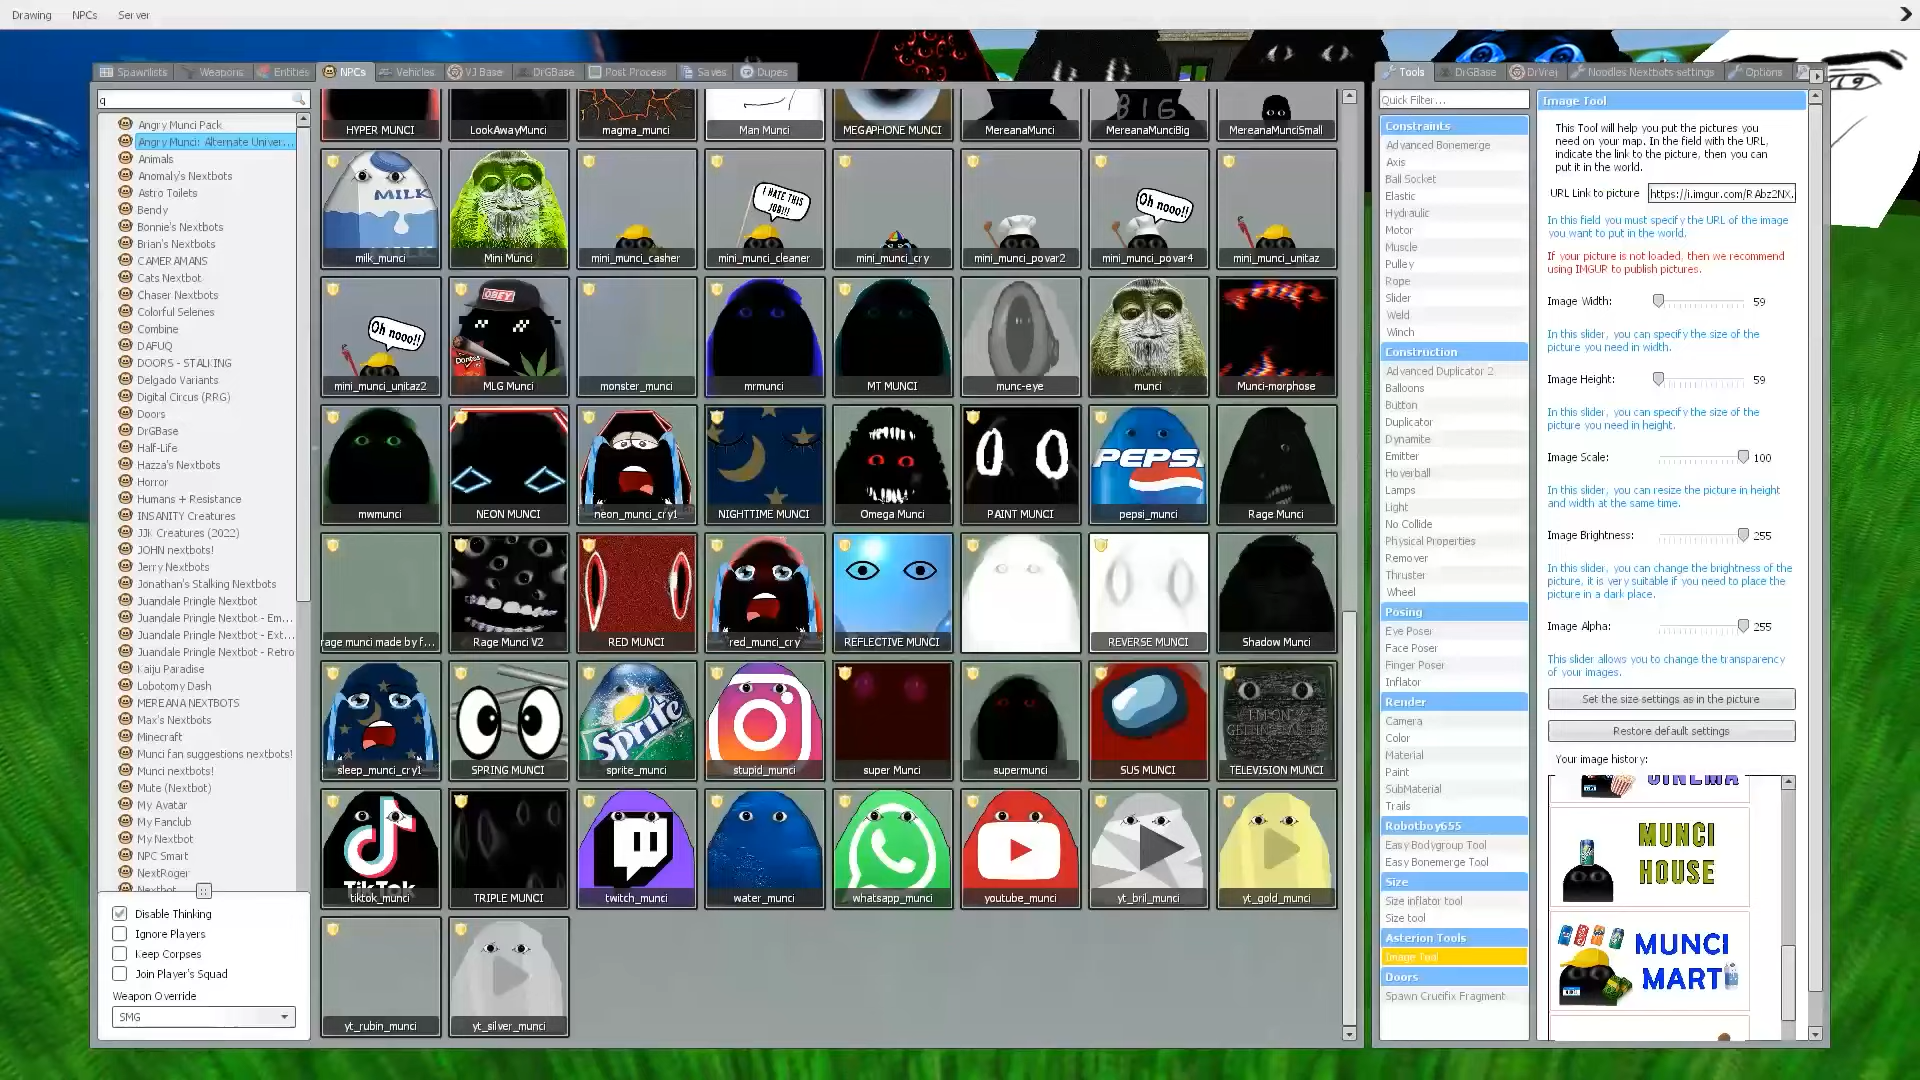 Drawing NPCs Server
Spawnlists Weapons Entities NPCs Vehicles VJ Base DrGBase Post Process Saves Dupes
Tools DrGBase DrVrej Noodles Nextbots settings Options
q
Angry Munci Pack
Angry Munci: Alternate Univer...
Animals
Anomaly's Nextbots
Astro Toilets
Bendy
Bonnie's Nextbots
Brian's Nextbots
CAMERAMANS
Cats Nextbot
Chaser Nextbots
Colorful Selenes
Combine
DAFUQ
DOORS - STALKING
Delgado Variants
Digital Circus (RRG)
Doors
DrGBase
Half-Life
Hazza's Nextbots
Horror
Humans + Resistance
INSANITY Creatures
JJK Creatures (2022)
JOHN nextbots!
Jerry Nextbots
Jonathan's Stalking Nextbots
Juandale Pringle Nextbot
Juandale Pringle Nextbot - Em...
Juandale Pringle Nextbot - Ext...
Juandale Pringle Nextbot - Retro
Kaiju Paradise
Lobotomy Dash
MEREANA NEXTBOTS
Max's Nextbots
Minecraft
Munci fan suggestions nextbots!
Munci nextbots!
Mute (Nextbot)
My Avatar
My Fanclub
My Nextbot
NPC Smart
NextRoger
Nextbot
Disable Thinking
Ignore Players
Keep Corpses
Join Player's Squad
Weapon Override
SMG
HYPER MUNCI LookAwayMunci magma_munci Man Munci MEGAPHONE MUNCI MereanaMunci MereanaMunciBig MereanaMunciSmall
BIG
MILK
I HATE THIS
JOB!!!
Oh nooo!!
milk_munci Mini Munci mini_munci_casher mini_munci_cleaner mini_munci_cry mini_munci_povar2 mini_munci_povar4 mini_munci_unitaz
Oh nooo!!
OBEY
Doritos
mini_munci_unitaz2 MLG Munci monster_munci mrmunci MT MUNCI munc-eye munci Munci-morphose
PEPSI
mwmunci NEON MUNCI neon_munci_cry1 NIGHTTIME MUNCI Omega Munci PAINT MUNCI pepsi_munci Rage Munci
rage munci made by f... Rage Munci V2 RED MUNCI red_munci_cry REFLECTIVE MUNCI REVERSE MUNCI Shadow Munci
Sprite
sleep_munci_cry1 SPRING MUNCI sprite_munci stupid_munci super Munci supermunci SUS MUNCI TELEVISION MUNCI
TikTok
tiktok_munci TRIPLE MUNCI twitch_munci water_munci whatsapp_munci youtube_munci yt_bril_munci yt_gold_munci
yt_rubin_munci yt_silver_munci
Quick Filter...
Constraints
Advanced Bonemerge
Axis
Ball Socket
Elastic
Hydraulic
Motor
Muscle
Pulley
Rope
Slider
Weld
Winch
Construction
Advanced Duplicator 2
Balloons
Button
Duplicator
Dynamite
Emitter
Hoverball
Lamps
Light
No Collide
Physical Properties
Remover
Thruster
Wheel
Posing
Eye Poser
Face Poser
Finger Poser
Inflator
Render
Camera
Color
Material
Paint
SubMaterial
Trails
Robotboy655
Easy Bodygroup Tool
Easy Bonemerge Tool
Size
Size inflator tool
Size tool
Asterion Tools
Image Tool
Doors
Spawn Crucifix Fragment
Image Tool
This Tool will help you put the pictures you
need on your map. In the field with the URL,
indicate the link to the picture, then you can
put it in the world.
URL Link to picture https://i.imgur.com/RAbz2NX.
In this field you must specify the URL of the image
you want to put in the world.
If your picture is not loaded, then we recommend
using IMGUR to publish pictures.
Image Width: 59
In this slider, you can specify the size of the
picture you need in width.
Image Height: 59
In this slider, you can specify the size of the
picture you need in height.
Image Scale: 100
In this slider, you can resize the picture in height
and width at the same time.
Image Brightness: 255
In this slider, you can change the brightness of the
picture, it is very suitable if you need to place the
picture in a dark place.
Image Alpha: 255
This slider allows you to change the transparency
of your images.
Set the size settings as in the picture
Restore default settings
Your image history:
CINEMA
MUNCI
HOUSE
MUNCI
MART